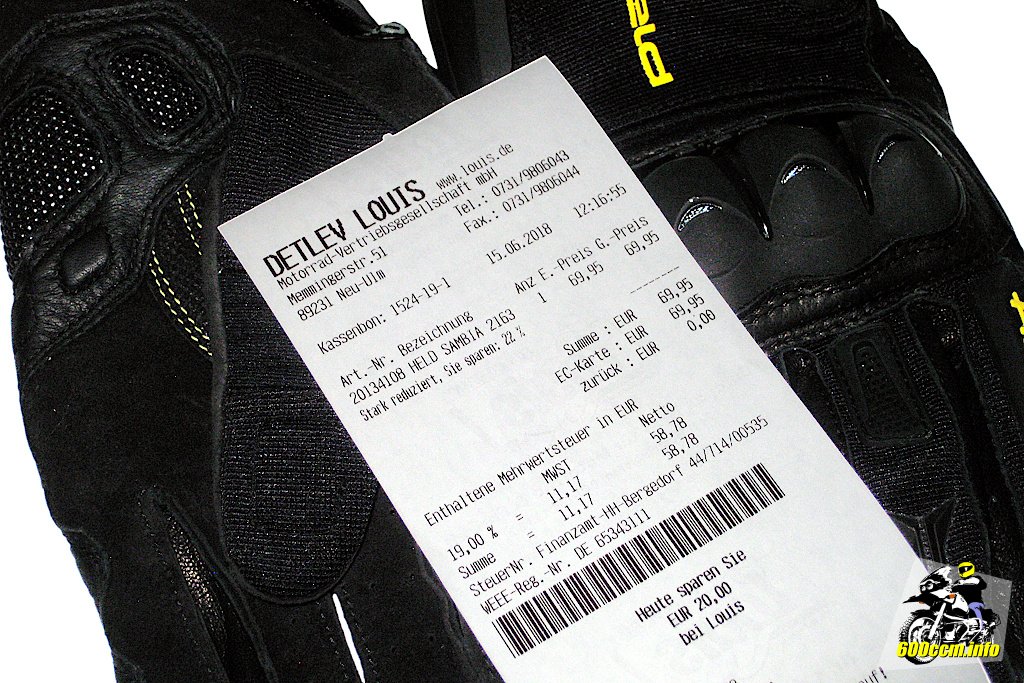 held
DETLEV LOUIS www.louis.de
Motorrad-Vertriebsgesellschaft mbH
Memmingerstr.51 Tel.: 0731/9806043
89231 Neu-Ulm Fax.: 0731/9806044
Kassenbon: 1524-19-1 15.06.2018 12:16:55
Art.-Nr. Bezeichnung Anz E.-Preis G.-Preis
20134108 HELD SAMBIA 2163 1 69,95 69,95
Stark reduziert, Sie sparen: 22 %
Summe : EUR 69,95
EC-Karte : EUR 69,95
zurück : EUR 0,00
Enthaltene Mehrwertsteuer in EUR
MWST Netto
19,00 % = 11,17 58,78
Summe = 11,17 58,78
SteuerNr. Finanzamt-HH-Bergedorf 44/714/00535
WEEE-Reg.-Nr. DE 65343111
Heute sparen Sie
EUR 20,00
bei Louis
600ccm.info